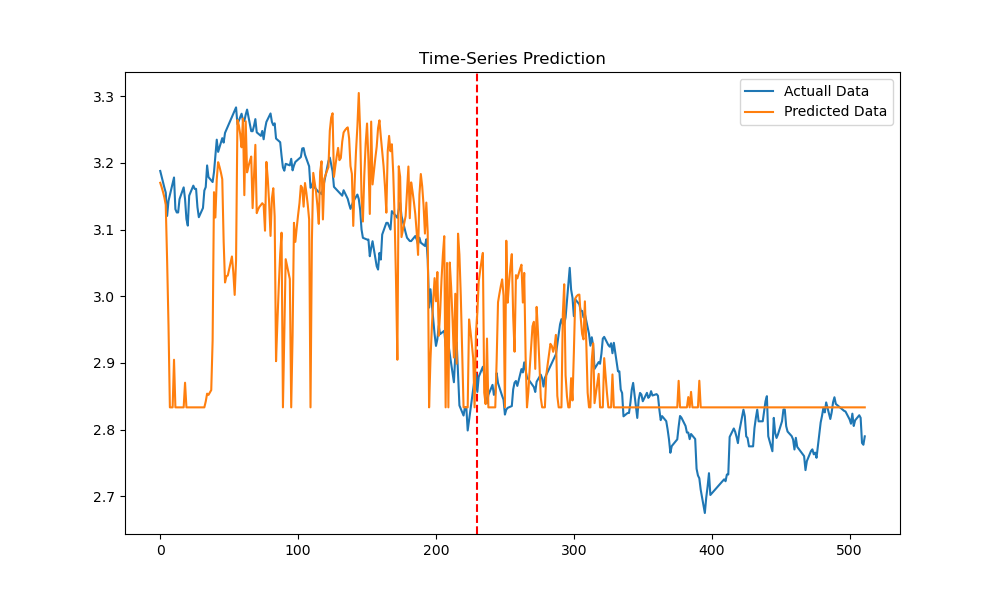 Time-Series Prediction
Actuall Data
Predicted Data
3.3
3.2
3.1
3.0
2.9
2.8
2.7
0 100 200 300 400 500